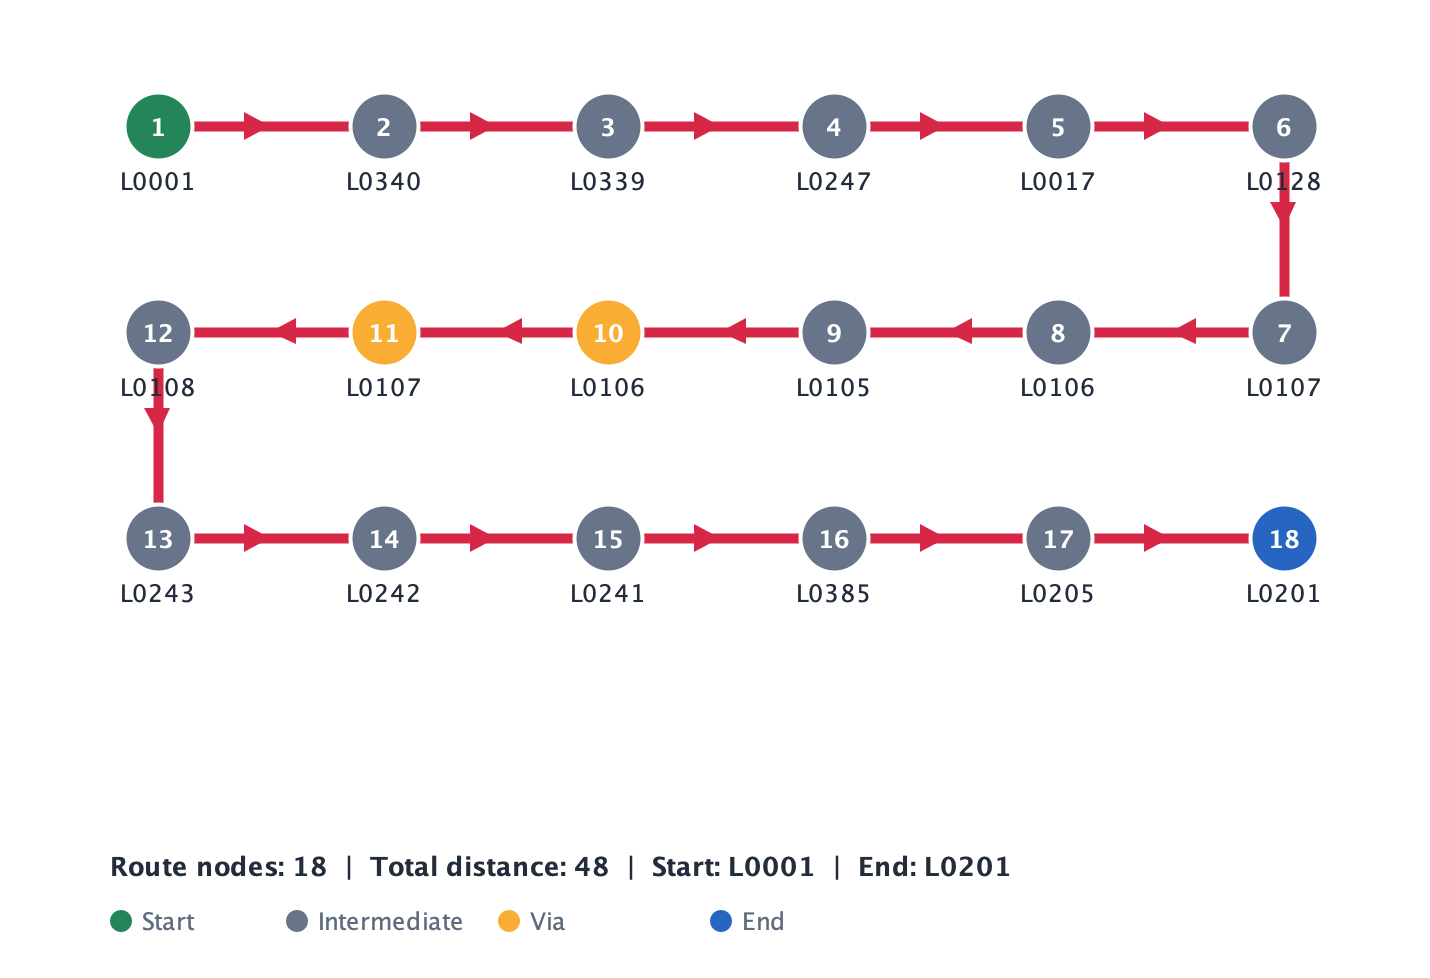 1 2 3 4 5 6
L0001 L0340 L0339 L0247 L0017 L0128
12 11 10 9 8 7
L0108 L0107 L0106 L0105 L0106 L0107
13 14 15 16 17 18
L0243 L0242 L0241 L0385 L0205 L0201
Route nodes: 18 | Total distance: 48 | Start: L0001 | End: L0201
Start Intermediate Via End